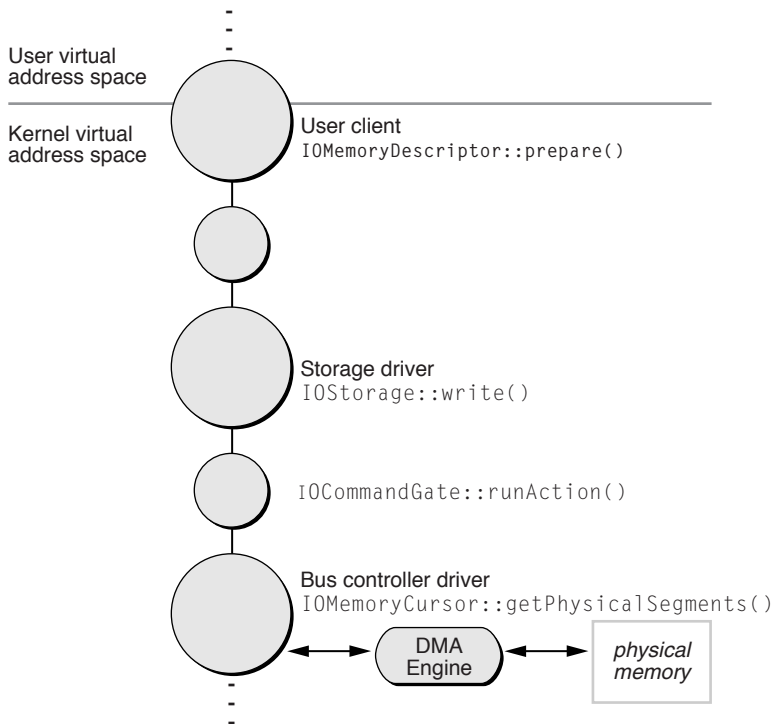 User virtual
address space
Kernel virtual
address space
User client
IOMemoryDescriptor::prepare()
Storage driver
IOStorage::write()
IOCommandGate::runAction()
Bus controller driver
IOMemoryCursor::getPhysicalSegments()
DMA
Engine
physical
memory